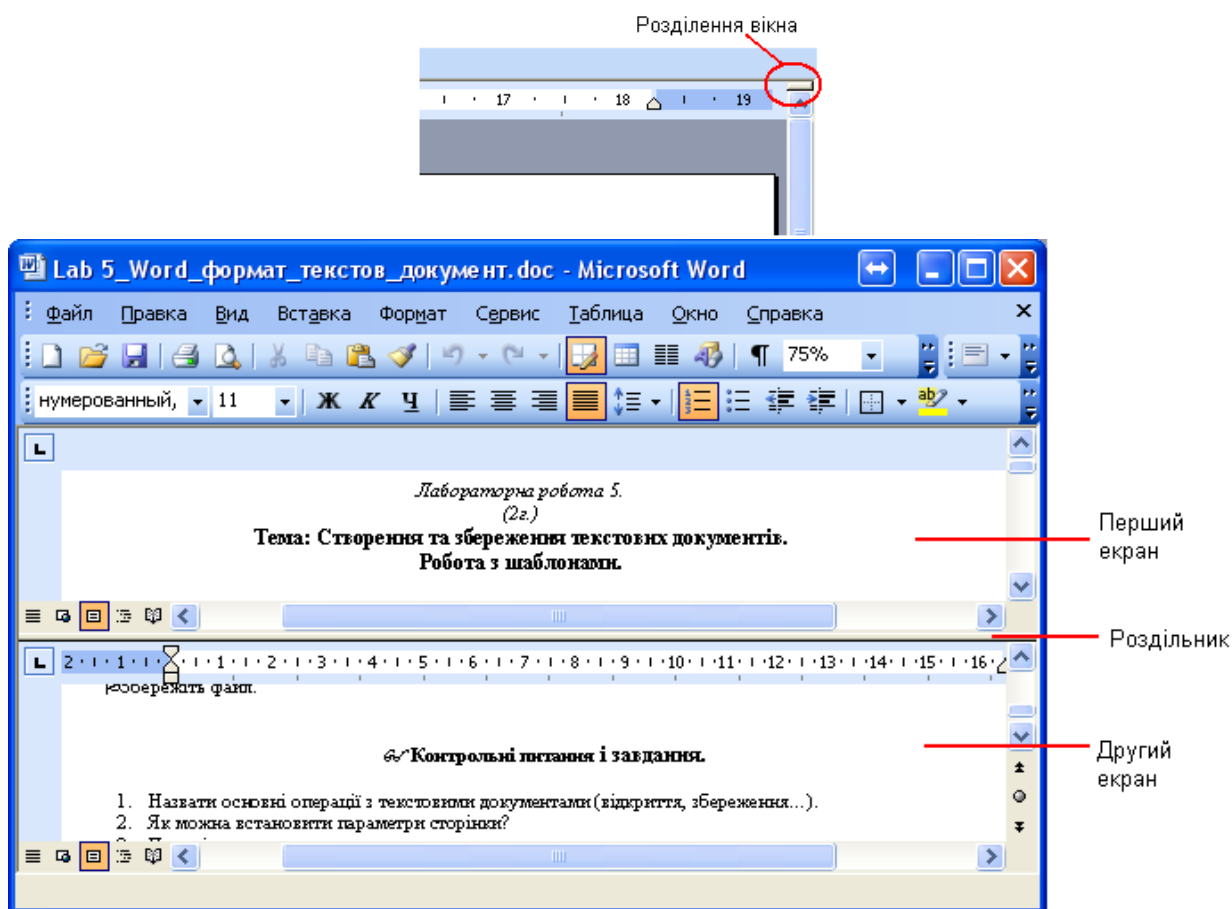 Розділення вікна
17 18 19
Lab 5_Word_формат_текстов_документ.doc - Microsoft Word
Файл Правка Вид Вставка Формат Сервис Таблица Окно Справка
75%
нумерованный, 11 Ж К Ч
Лабораторна робота 5.
(2г.)
Тема: Створення та збереження текстових документів.
Робота з шаблонами.
Перший
екран
Роздільник
2 1 1 2 3 4 5 6 7 8 9 10 11 12 13 14 15 16
Збережіть файл.
Контрольні питання і завдання.
Другий
екран
1. Назвати основні операції з текстовими документами (відкриття, збереження...).
2. Як можна встановити параметри сторінки?